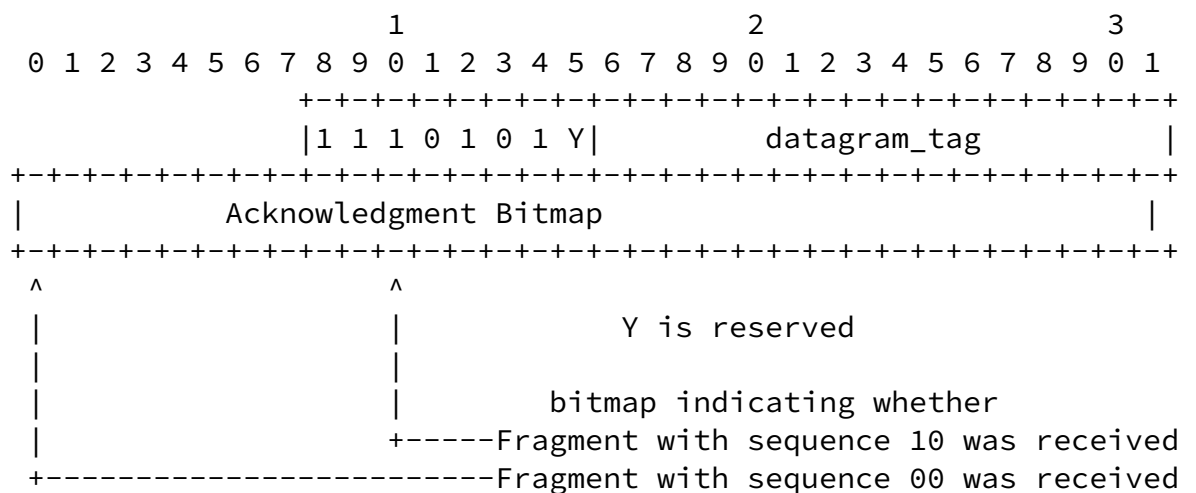 1                   2                   3
 0 1 2 3 4 5 6 7 8 9 0 1 2 3 4 5 6 7 8 9 0 1 2 3 4 5 6 7 8 9 0 1
                +-+-+-+-+-+-+-+-+-+-+-+-+-+-+-+-+-+-+-+-+-+-+-+-+
                |1 1 1 0 1 0 1 Y|         datagram_tag          |
+-+-+-+-+-+-+-+-+-+-+-+-+-+-+-+-+-+-+-+-+-+-+-+-+-+-+-+-+-+-+-+-+
|           Acknowledgment Bitmap                              |
+-+-+-+-+-+-+-+-+-+-+-+-+-+-+-+-+-+-+-+-+-+-+-+-+-+-+-+-+-+-+-+-+
 ^                   ^
 |                   |            Y is reserved
 |                   |
 |                   |        bitmap indicating whether
 |                   +-----Fragment with sequence 10 was received
 +-------------------------Fragment with sequence 00 was received